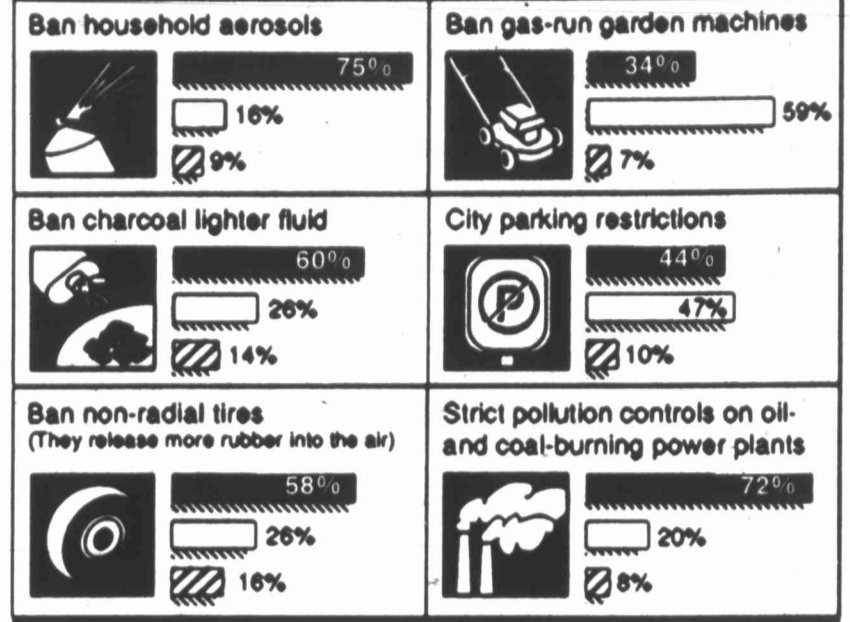 Ban household aerosols
75%
16%
9%
Ban gas-run garden machines
34%
59%
7%
Ban charcoal lighter fluid
60%
26%
14%
City parking restrictions
P
44%
47%
10%
Ban non-radial tires
(They release more rubber into the air)
58%
26%
16%
Strict pollution controls on oil-
and coal-burning power plants
72%
20%
8%